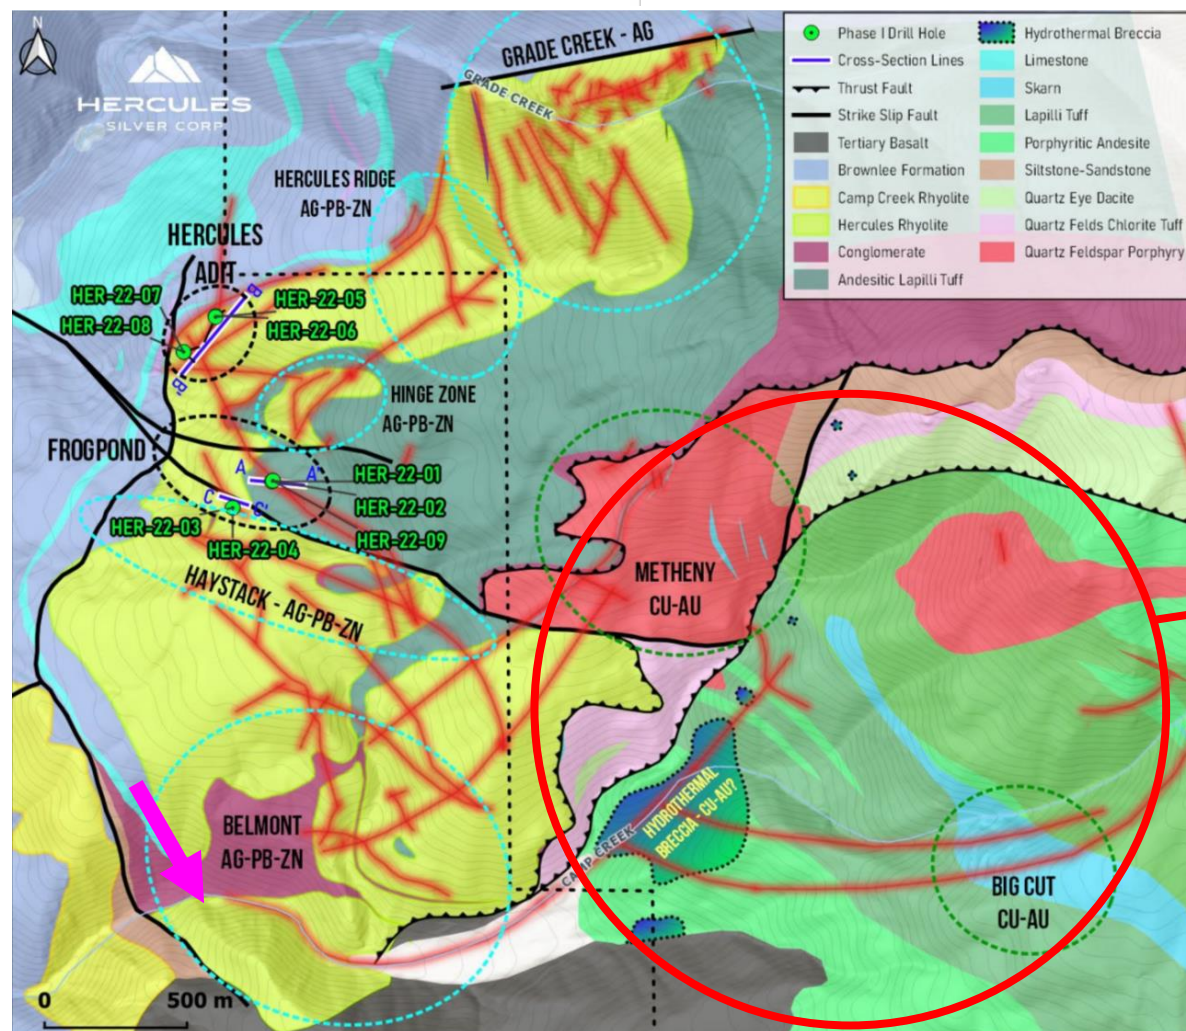 N
HERCULES
SILVER CORP
GRADE CREEK - AG
GRADE CREEK
HERCULES RIDGE
AG-PB-ZN
HERCULES
ADIT
HER-22-07
HER-22-08
HER-22-05
HER-22-06
B
B'
HINGE ZONE
AG-PB-ZN
FROGPOND
A
A'
C
C'
HER-22-01
HER-22-02
HER-22-09
HER-22-03
HER-22-04
HAYSTACK - AG-PB-ZN
METHENY
CU-AU
BELMONT
AG-PB-ZN
HYDROTHERMAL
BRECCIA - CU-AU?
CAMP CREEK
BIG CUT
CU-AU
0
500 m
Phase I Drill Hole
Cross-Section Lines
Thrust Fault
Strike Slip Fault
Tertiary Basalt
Brownlee Formation
Camp Creek Rhyolite
Hercules Rhyolite
Conglomerate
Andesitic Lapilli Tuff
Hydrothermal Breccia
Limestone
Skarn
Lapilli Tuff
Porphyritic Andesite
Siltstone-Sandstone
Quartz Eye Dacite
Quartz Felds Chlorite Tuff
Quartz Feldspar Porphyry